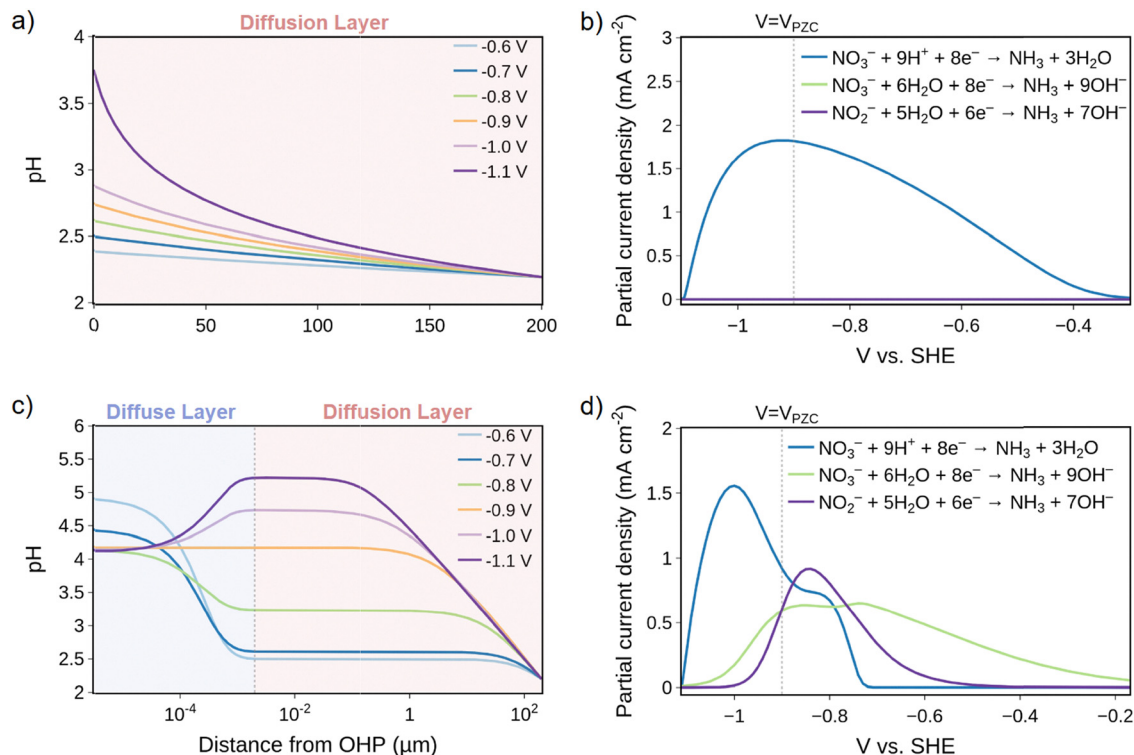 a)
Diffusion Layer
4
3.5
3
2.5
2
pH
0
50
100
150
200
-0.6 V
-0.7 V
-0.8 V
-0.9 V
-1.0 V
-1.1 V
b)
V=V_PZC
3
2.5
2
1.5
1
0.5
0
Partial current density (mA cm⁻²)
NO₃⁻ + 9H⁺ + 8e⁻ → NH₃ + 3H₂O
NO₃⁻ + 6H₂O + 8e⁻ → NH₃ + 9OH⁻
NO₂⁻ + 5H₂O + 6e⁻ → NH₃ + 7OH⁻
−1
−0.8
−0.6
−0.4
V vs. SHE
c)
Diffuse Layer
Diffusion Layer
6
5.5
5
4.5
4
3.5
3
2.5
2
pH
-0.6 V
-0.7 V
-0.8 V
-0.9 V
-1.0 V
-1.1 V
10⁻⁴
10⁻²
1
10²
Distance from OHP (μm)
d)
V=V_PZC
2
1.5
1
0.5
0
Partial current density (mA cm⁻²)
NO₃⁻ + 9H⁺ + 8e⁻ → NH₃ + 3H₂O
NO₃⁻ + 6H₂O + 8e⁻ → NH₃ + 9OH⁻
NO₂⁻ + 5H₂O + 6e⁻ → NH₃ + 7OH⁻
−1
−0.8
−0.6
−0.4
−0.2
V vs. SHE